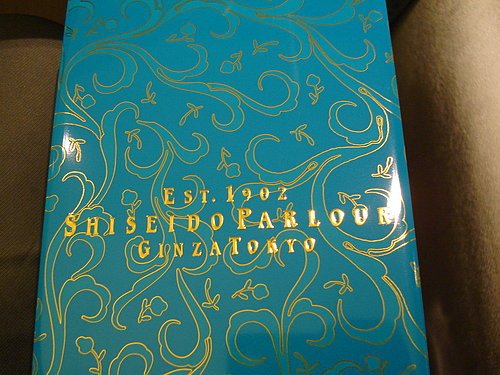 EST. 1902
SHISEIDO PARLOUR
GINZA TOKYO